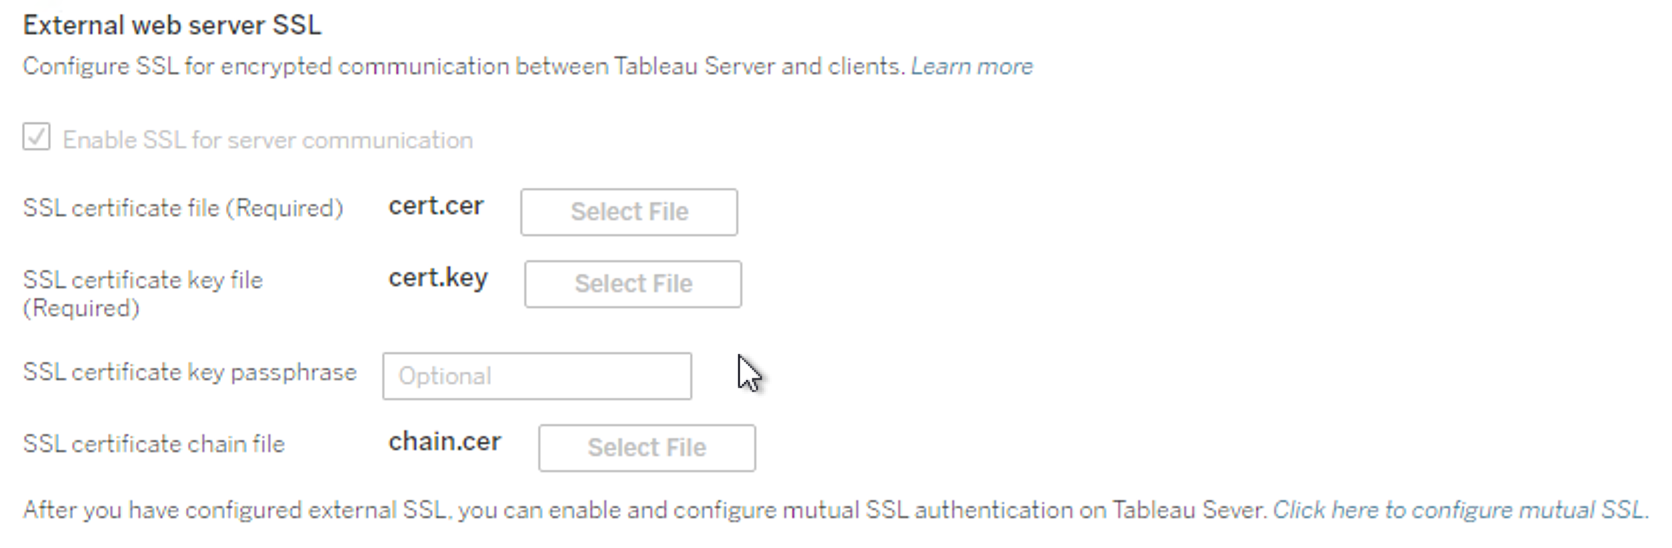 External web server SSL
Configure SSL for encrypted communication between Tableau Server and clients. Learn more
Enable SSL for server communication
SSL certificate file (Required) cert.cer Select File
SSL certificate key file cert.key Select File
(Required)
SSL certificate key passphrase Optional
SSL certificate chain file chain.cer Select File
After you have configured external SSL, you can enable and configure mutual SSL authentication on Tableau Sever. Click here to configure mutual SSL.